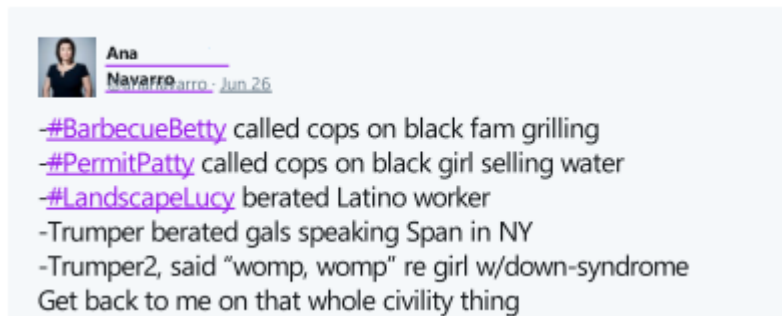 Ana
Navarro
@ananavarro · Jun 26
-#BarbecueBetty called cops on black fam grilling
-#PermitPatty called cops on black girl selling water
-#LandscapeLucy berated Latino worker
-Trumper berated gals speaking Span in NY
-Trumper2, said “womp, womp” re girl w/down-syndrome
Get back to me on that whole civility thing